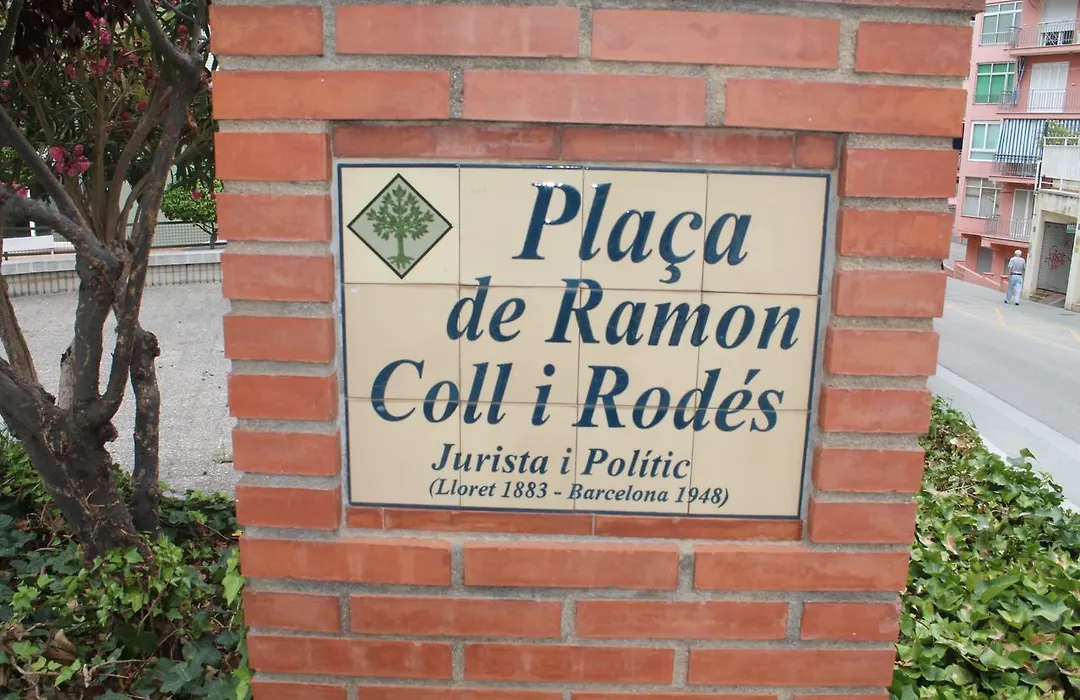 Plaça
de Ramon
Coll i Rodés
Jurista i Polític
(Lloret 1883 - Barcelona 1948)